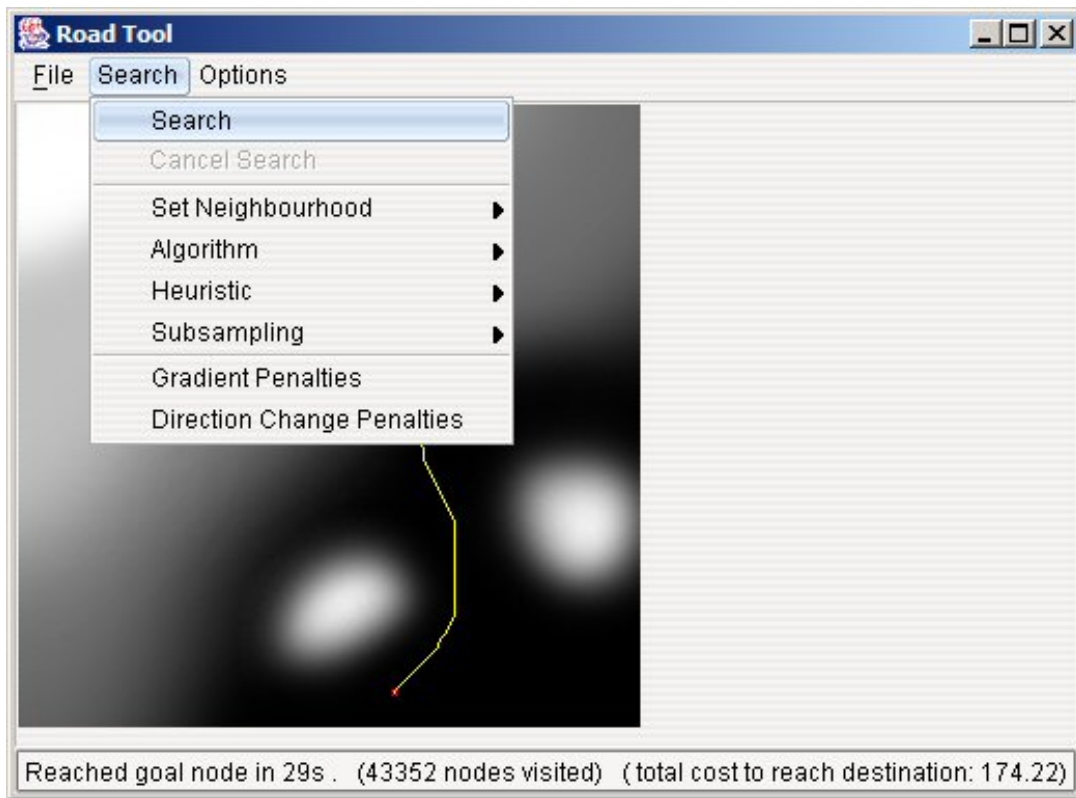 Road Tool
File Search Options
Search
Cancel Search
Set Neighbourhood
Algorithm
Heuristic
Subsampling
Gradient Penalties
Direction Change Penalties
Reached goal node in 29s . (43352 nodes visited) ( total cost to reach destination: 174.22)